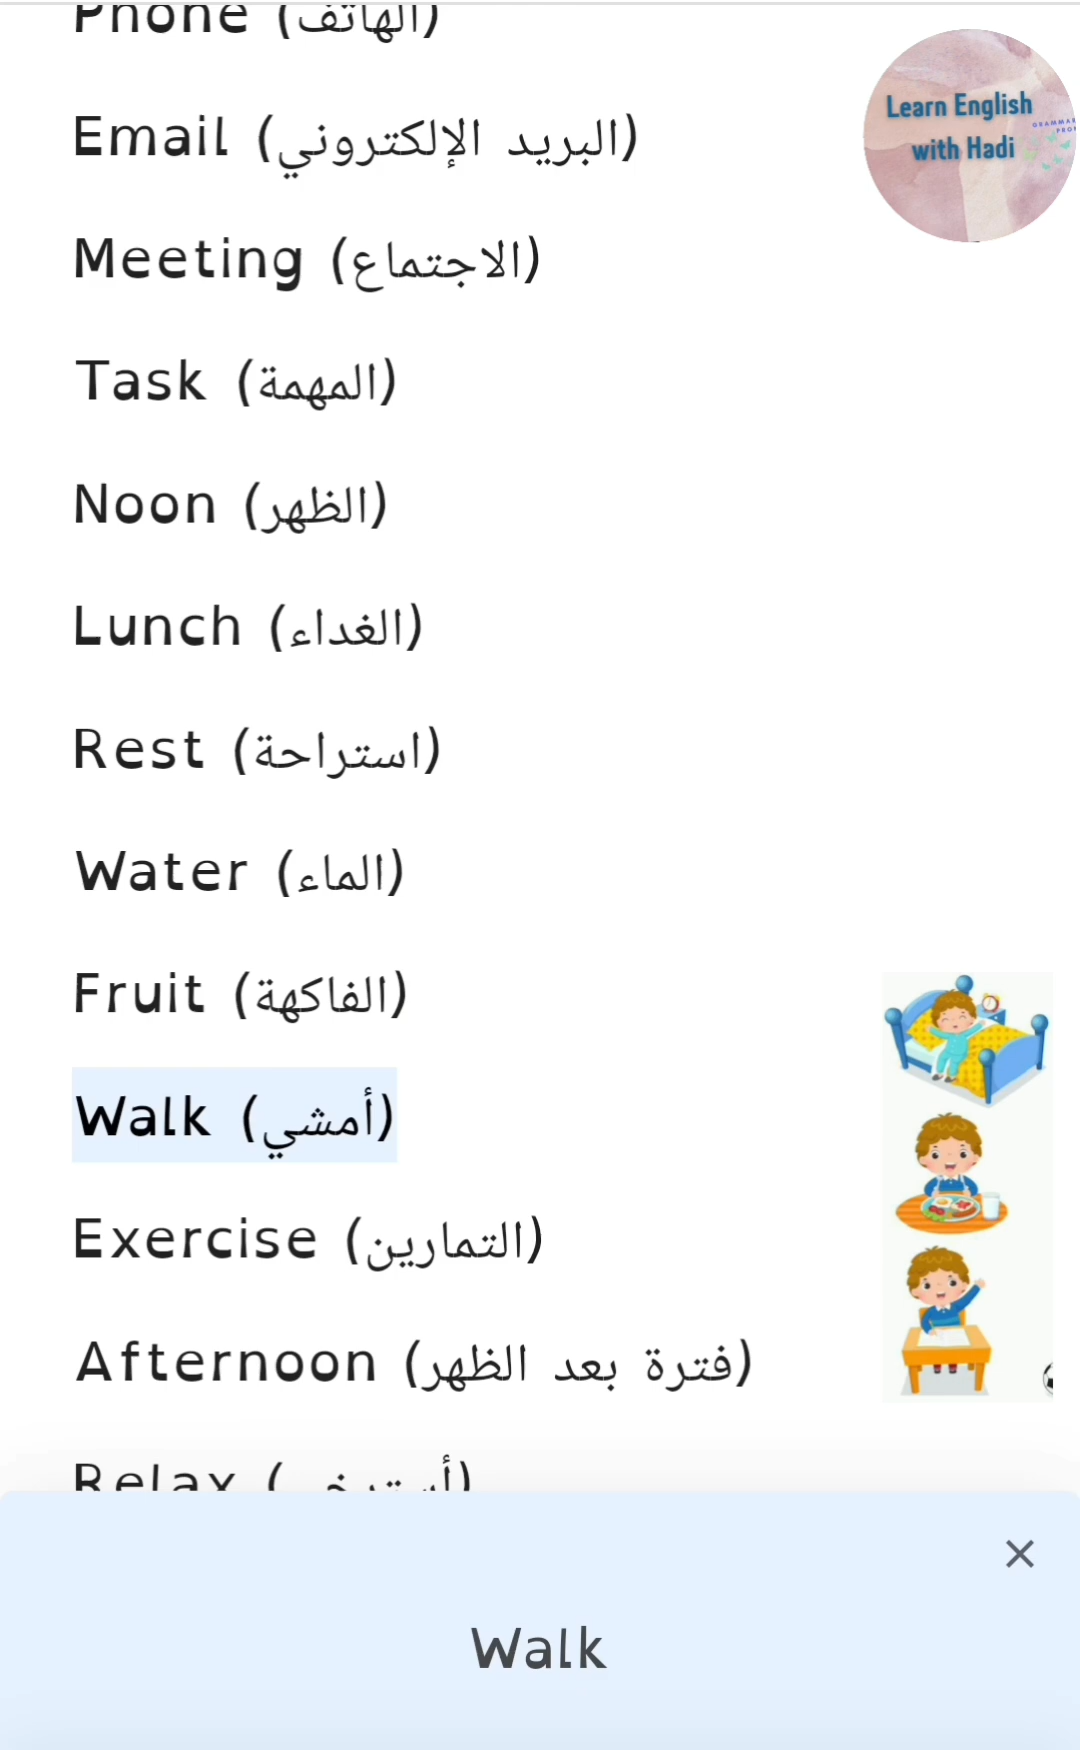 Phone (الهاتف)
Learn English
with Hadi
Email (البريد الإلكتروني)
Meeting (الاجتماع)
Task (المهمة)
Noon (الظهر)
Lunch (الغداء)
Rest (استراحة)
Water (الماء)
Fruit (الفاكهة)
Walk (أمشي)
Exercise (التمارين)
Afternoon (فترة بعد الظهر)
Relax
Walk